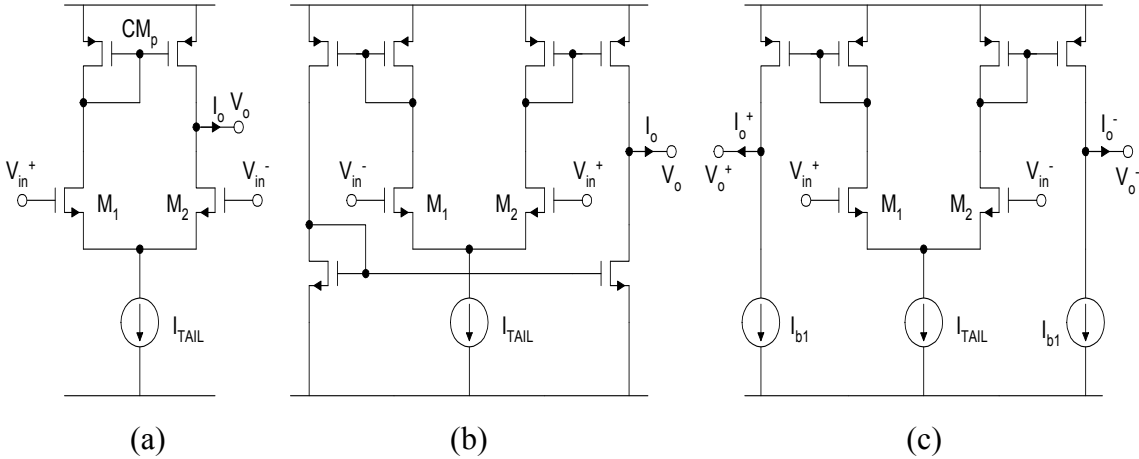 CMp
Io Vo
Vin+ M1 M2 Vin-
ITAIL
(a)
Vin- M1 M2 Vin+
Io
Vo
ITAIL
(b)
Io+ Vo+
Vin+ M1 M2 Vin-
Io- Vo-
Ib1 ITAIL Ib1
(c)